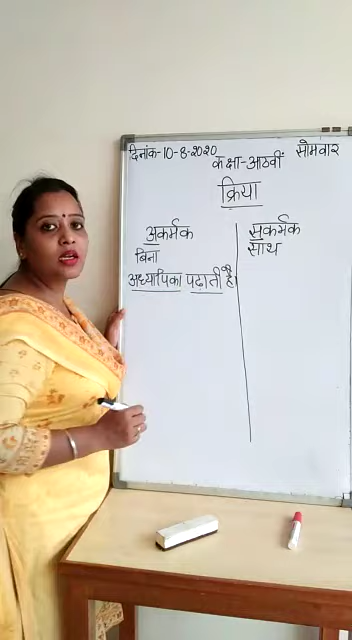 दिनांक-10-8-2020 सोमवार
कक्षा-आठवीं
क्रिया
अकर्मक सकर्मक
बिना साथ
अध्यापिका पढ़ाती है।